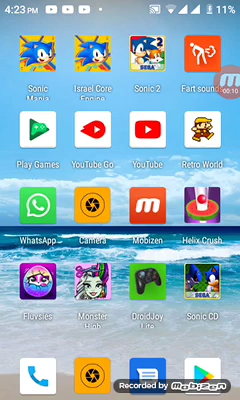 4:23 PM 11%
Sonic Mania
Israel Core Engine
Sonic 2
Fart sounds
00:10
Play Games
YouTube Go
YouTube
Retro World
WhatsApp
Camera
Mobizen
Helix Crush
Fluvsies
Monster High
DroidJoy Lite
Sonic CD
Recorded by Mobizen